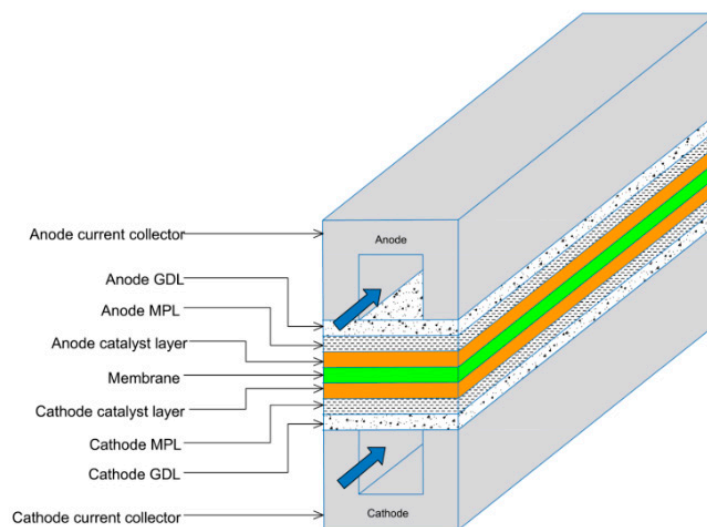 Anode current collector
Anode
Anode GDL
Anode MPL
Anode catalyst layer
Membrane
Cathode catalyst layer
Cathode MPL
Cathode GDL
Cathode
Cathode current collector